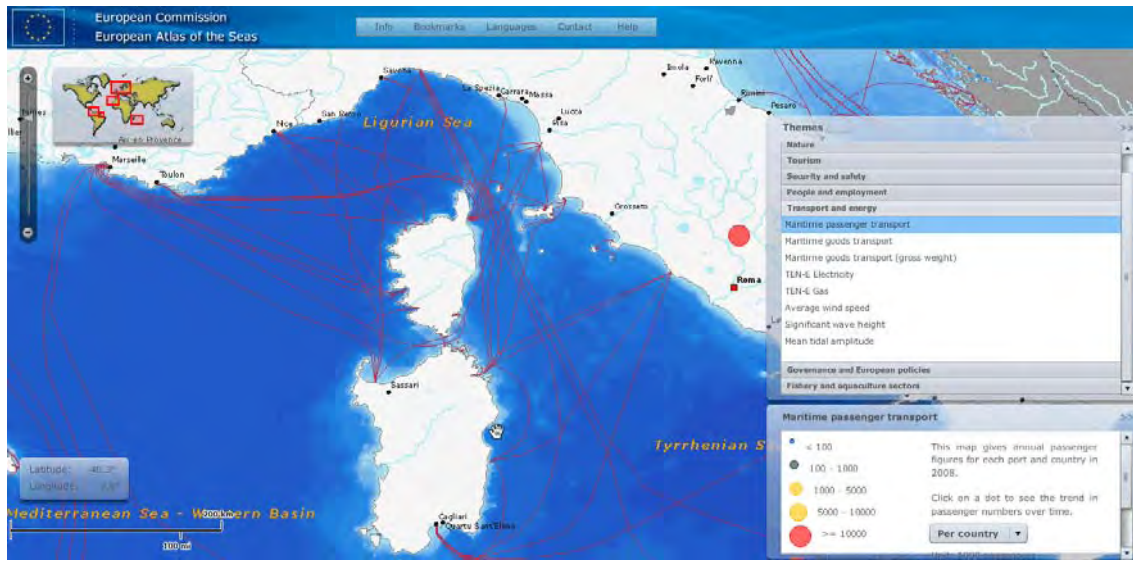 European Commission
European Atlas of the Seas
Info Bookmarks Languages Contact Help
Savona
Imola
Ravenna
Forlì
La Spezia
Carrara
Massa
Rimini
Pesaro
Lucca
Pisa
Nice
San Remo
Ligurian Sea
Aix-en-Provence
Marseille
Toulon
Grosseto
Roma
Sassari
Tyrrhenian S
Cagliari
Quartu Sant'Elena
Mediterranean Sea - Western Basin
200 km
100 mi
Latitude:
Longitude:
Themes >>
Nature
Tourism
Security and safety
People and employment
Transport and energy
Maritime passenger transport
Maritime goods transport
Maritime goods transport (gross weight)
TEN-E Electricity
TEN-E Gas
Average wind speed
Significant wave height
Mean tidal amplitude
Governance and European policies
Fishery and aquaculture sectors
Maritime passenger transport >>
< 100
100 - 1000
1000 - 5000
5000 - 10000
>= 10000
This map gives annual passenger
figures for each port and country in
2008.
Click on a dot to see the trend in
passenger numbers over time.
Per country